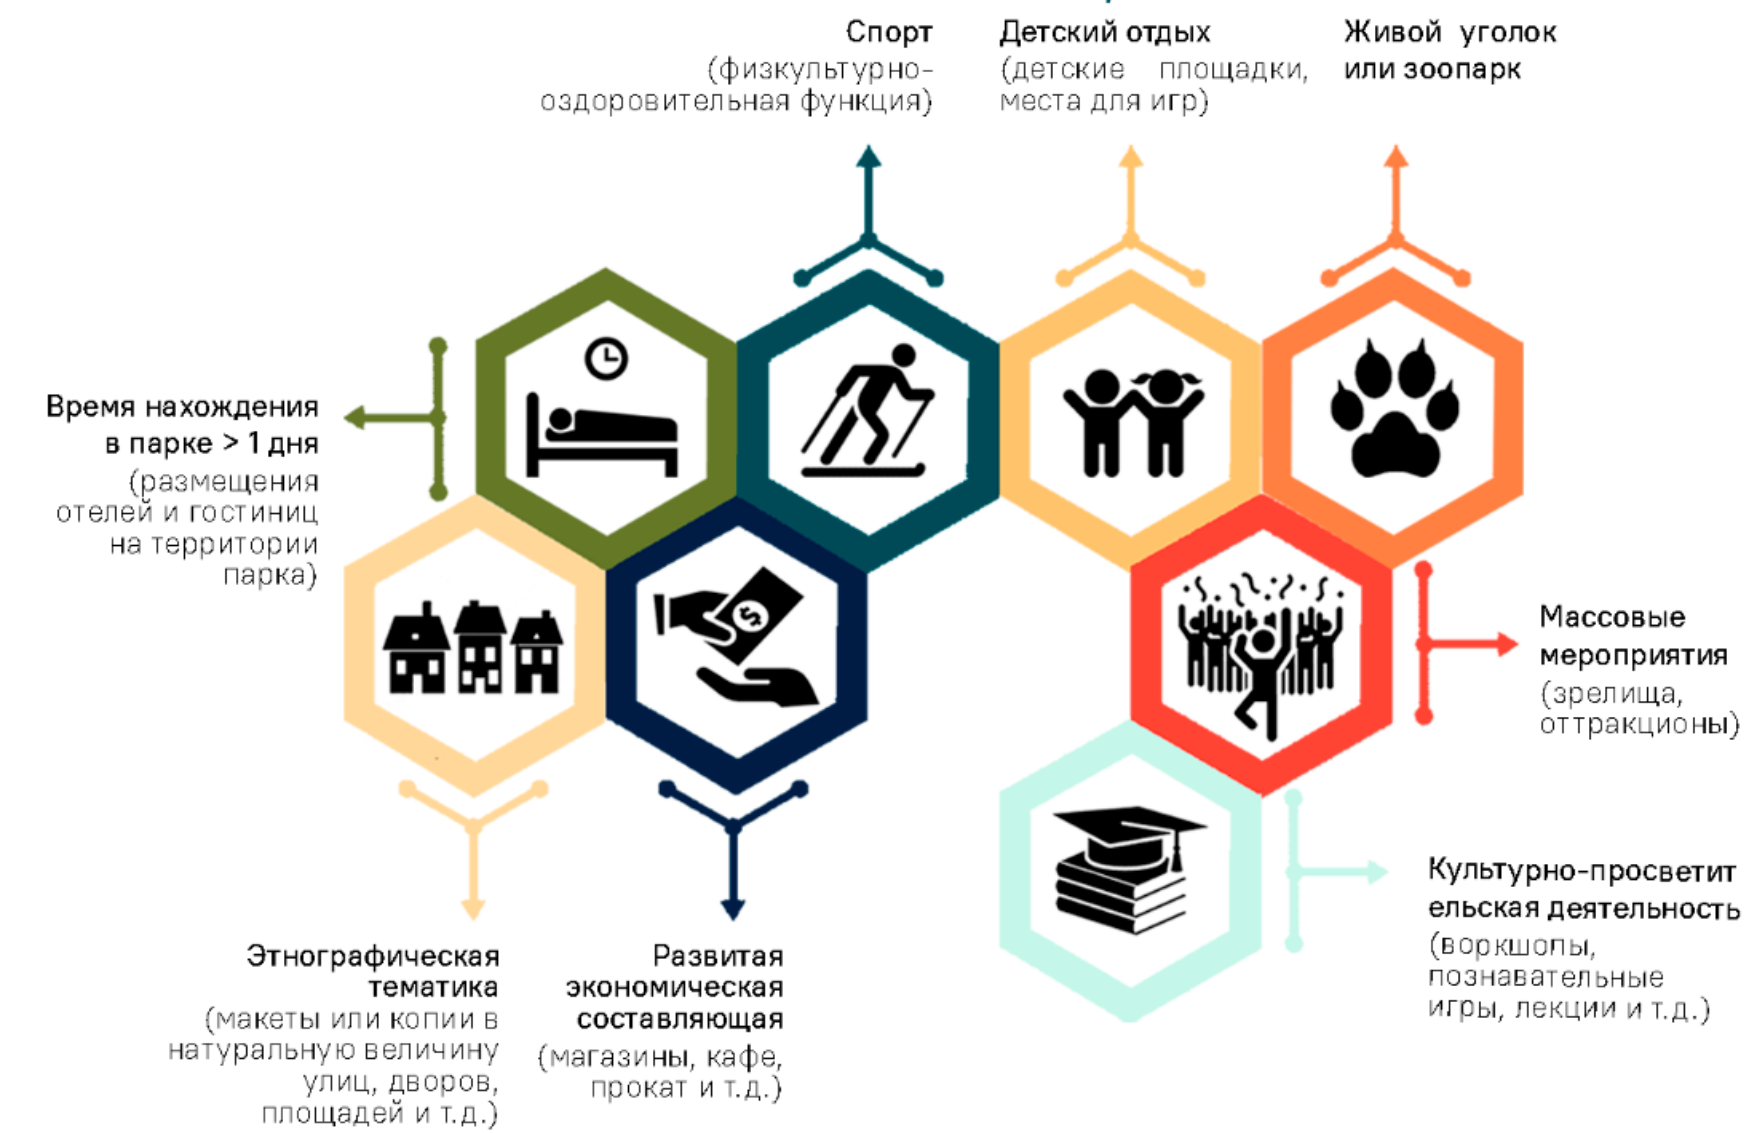 Спорт
(физкультурно-
оздоровительная функция)
Детский отдых
(детские площадки,
места для игр)
Живой уголок
или зоопарк
Время нахождения
в парке > 1 дня
(размещения
отелей и гостиниц
на территории
парка)
Массовые
мероприятия
(зрелища,
оттракционы)
Культурно-просветит
ельская деятельность
(воркшопы,
познавательные
игры, лекции и т.д.)
Этнографическая
тематика
(макеты или копии в
натуральную величину
улиц, дворов,
площадей и т.д.)
Развитая
экономическая
составляющая
(магазины, кафе,
прокат и т.д.)
$